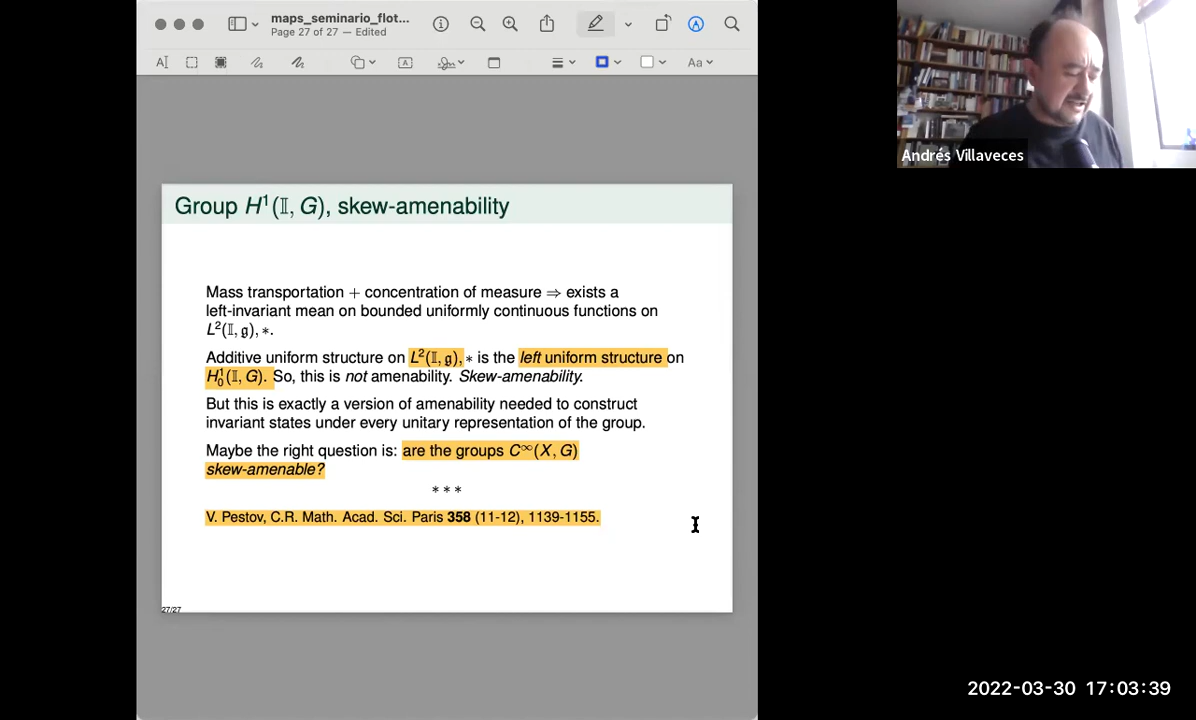 maps_seminario_flot...
Page 27 of 27 — Edited
Aa
Andrés Villaveces
Group H¹(𝕀, G), skew-amenability
Mass transportation + concentration of measure ⇒ exists a
left-invariant mean on bounded uniformly continuous functions on
L²(𝕀, 𝔤), *.
Additive uniform structure on L²(𝕀, 𝔤), * is the left uniform structure on
H¹₀(𝕀, G). So, this is not amenability. Skew-amenability.
But this is exactly a version of amenability needed to construct
invariant states under every unitary representation of the group.
Maybe the right question is: are the groups C^∞(X, G)
skew-amenable?
* * *
V. Pestov, C.R. Math. Acad. Sci. Paris 358 (11-12), 1139-1155.
27/27
2022-03-30 17:03:39